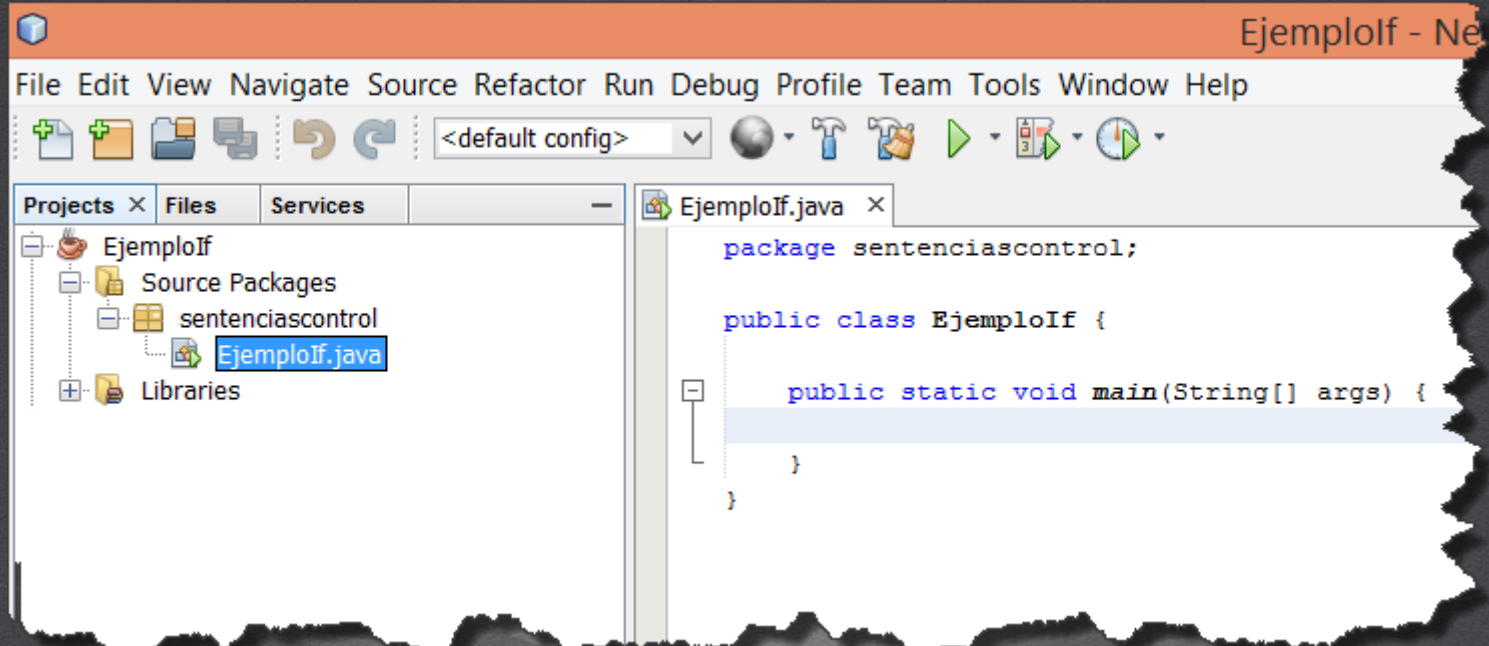 EjemploIf - Ne
File Edit View Navigate Source Refactor Run Debug Profile Team Tools Window Help
<default config>
Projects Files Services
EjemploIf
Source Packages
sentenciascontrol
EjemploIf.java
Libraries
EjemploIf.java
package sentenciascontrol;
public class EjemploIf {
public static void main(String[] args) {
}
}